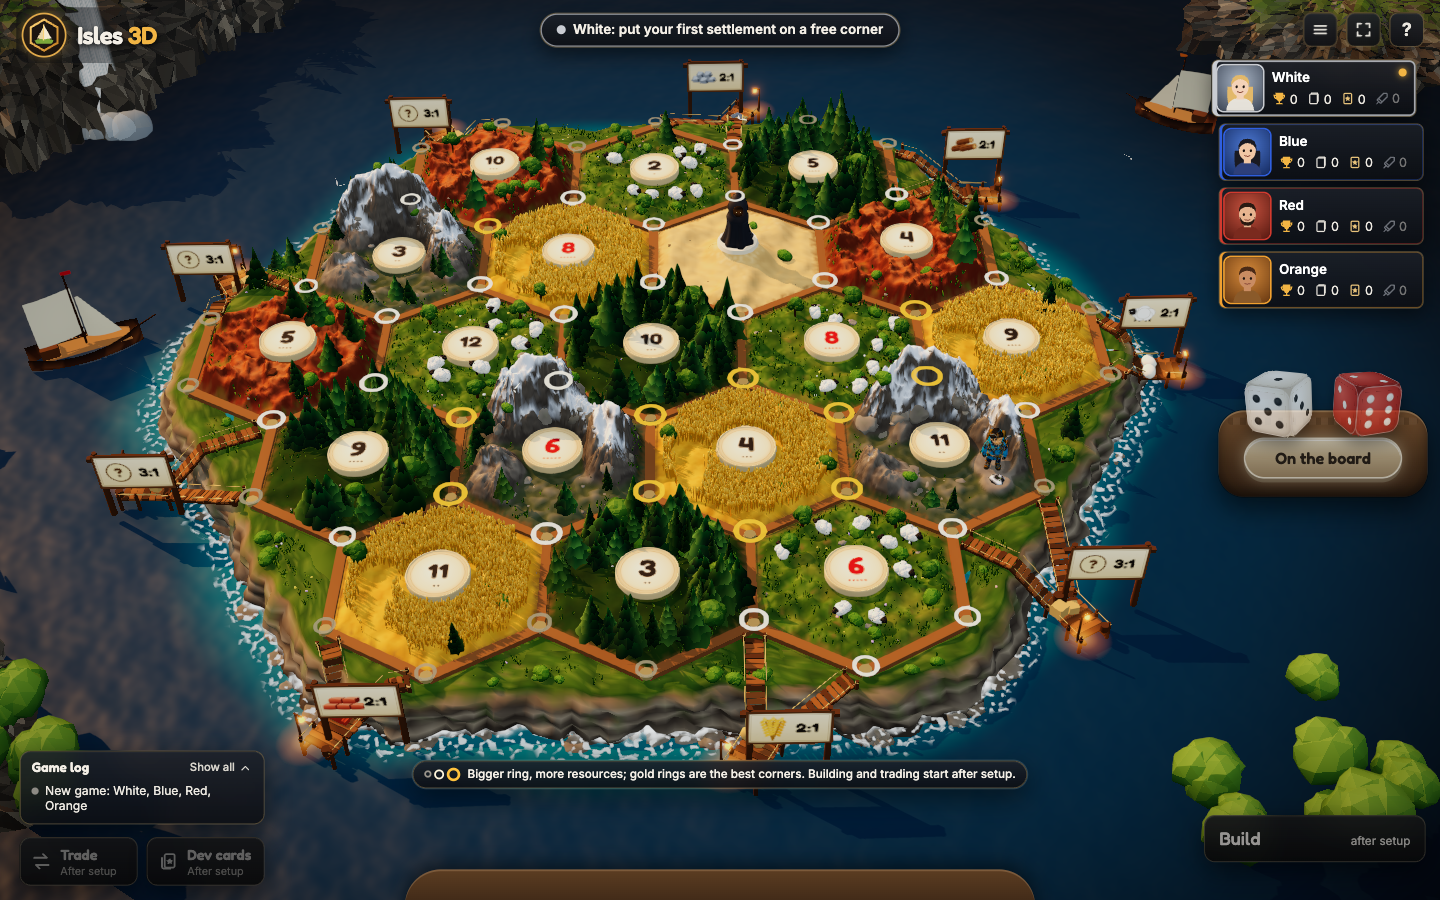 Isles 3D
White: put your first settlement on a free corner
?
White
0 0 0 0
Blue
0 0 0 0
Red
0 0 0 0
Orange
0 0 0 0
2:1
? 3:1
2:1
10
2
5
3
8
4
? 3:1
2:1
5
12
10
8
9
9
6
4
11
? 3:1
11
3
6
? 3:1
2:1
2:1
On the board
Bigger ring, more resources; gold rings are the best corners. Building and trading start after setup.
Game log
Show all
New game: White, Blue, Red,
Orange
Trade
After setup
Dev cards
After setup
Build
after setup